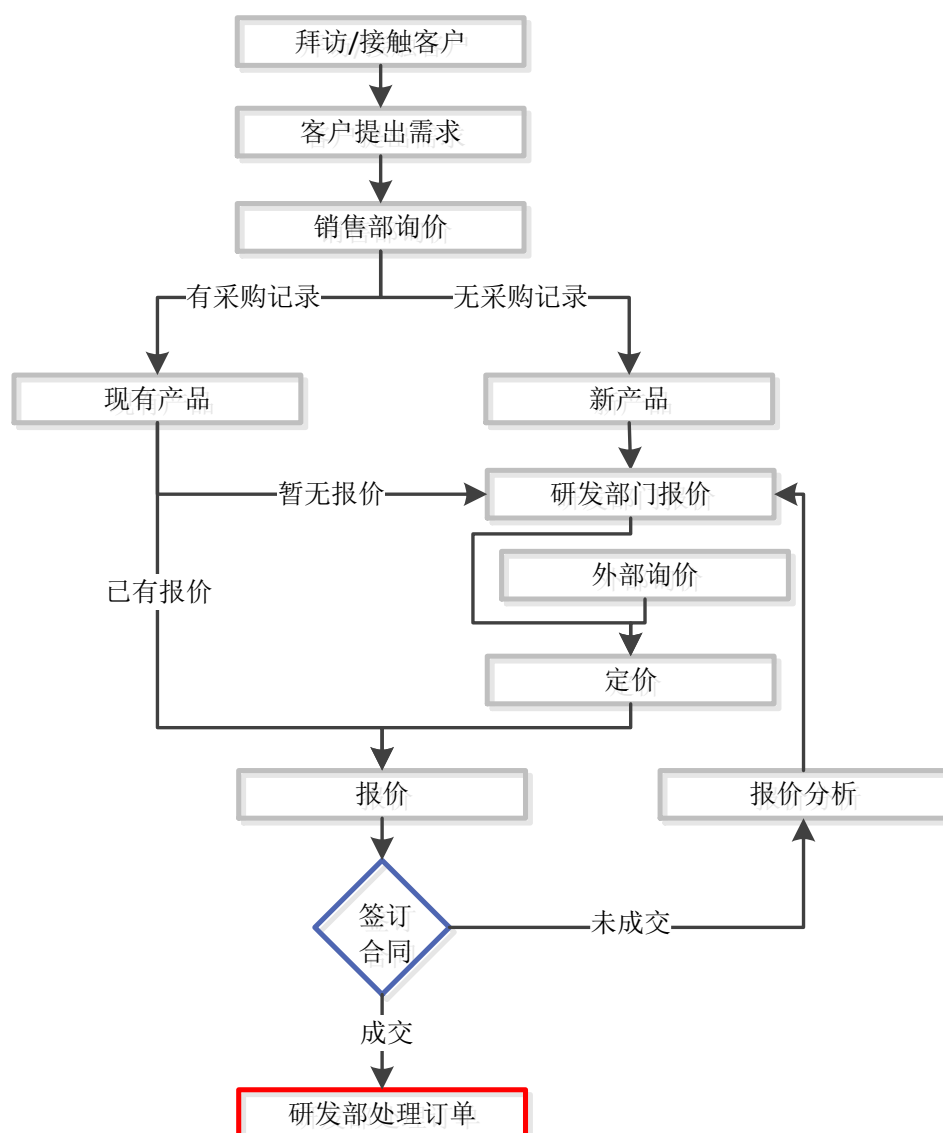 拜访/接触客户
客户提出需求
销售部询价
有采购记录
无采购记录
现有产品
新产品
暂无报价
研发部门报价
外部询价
已有报价
定价
报价
报价分析
签订
合同
未成交
成交
研发部处理订单